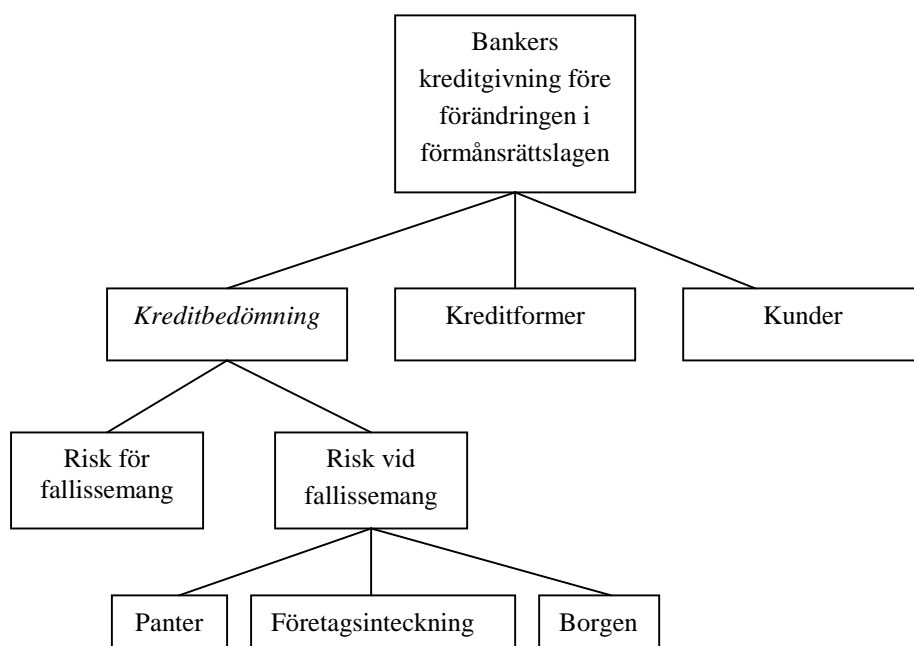 Bankers
kreditgivning före
förändringen i
förmånsrättslagen
Kreditbedömning
Kreditformer
Kunder
Risk för
fallissemang
Risk vid
fallissemang
Panter
Företagsinteckning
Borgen